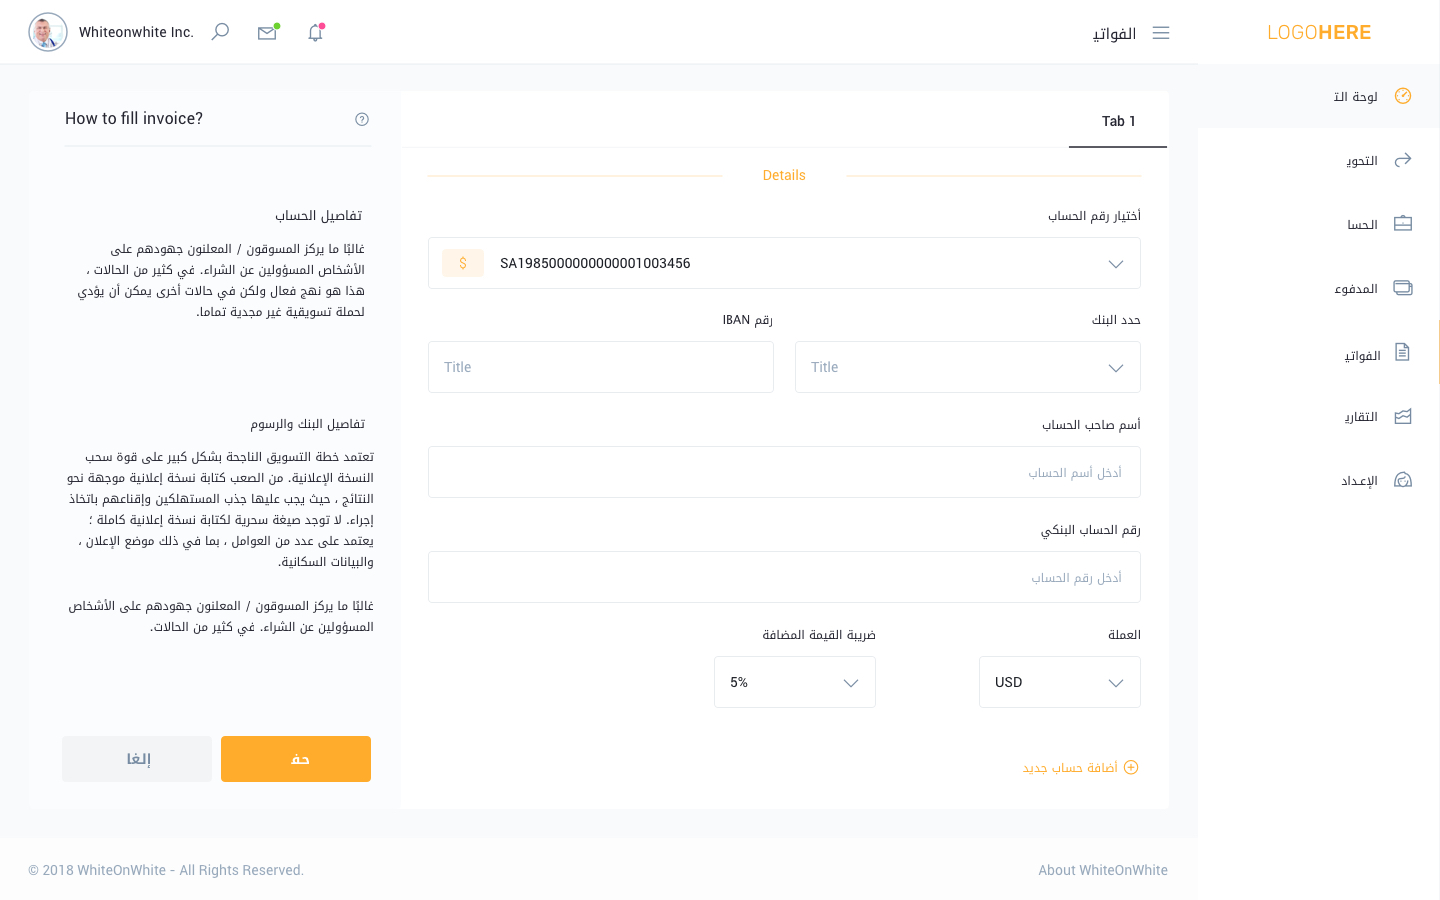 LOGOHERE
الفواتي
Whiteonwhite Inc.
لوحة الت
التحوي
الحسا
المدفوع
الفواتي
التقاري
الإعداد
Tab 1
Details
أختيار رقم الحساب
$ SA1985000000000001003456
حدد البنك
Title
رقم IBAN
Title
أسم صاحب الحساب
أدخل أسم الحساب
رقم الحساب البنكي
أدخل رقم الحساب
العملة
USD
ضريبة القيمة المضافة
5%
أضافة حساب جديد
How to fill invoice?
تفاصيل الحساب
غالبًا ما يركز المسوقون / المعلنون جهودهم على
الأشخاص المسؤولين عن الشراء. في كثير من الحالات ،
هذا هو نهج فعال ولكن في حالات أخرى يمكن أن يؤدي
لحملة تسويقية غير مجدية تماما.
تفاصيل البنك والرسوم
تعتمد خطة التسويق الناجحة بشكل كبير على قوة سحب
النسخة الإعلانية. من الصعب كتابة نسخة إعلانية موجهة نحو
النتائج ، حيث يجب عليها جذب المستهلكين وإقناعهم باتخاذ
إجراء. لا توجد صيغة سحرية لكتابة نسخة إعلانية كاملة ؛
يعتمد على عدد من العوامل ، بما في ذلك موضع الإعلان ،
والبيانات السكانية.
غالبًا ما يركز المسوقون / المعلنون جهودهم على الأشخاص
المسؤولين عن الشراء. في كثير من الحالات.
حف
إلغا
© 2018 WhiteOnWhite - All Rights Reserved.
About WhiteOnWhite